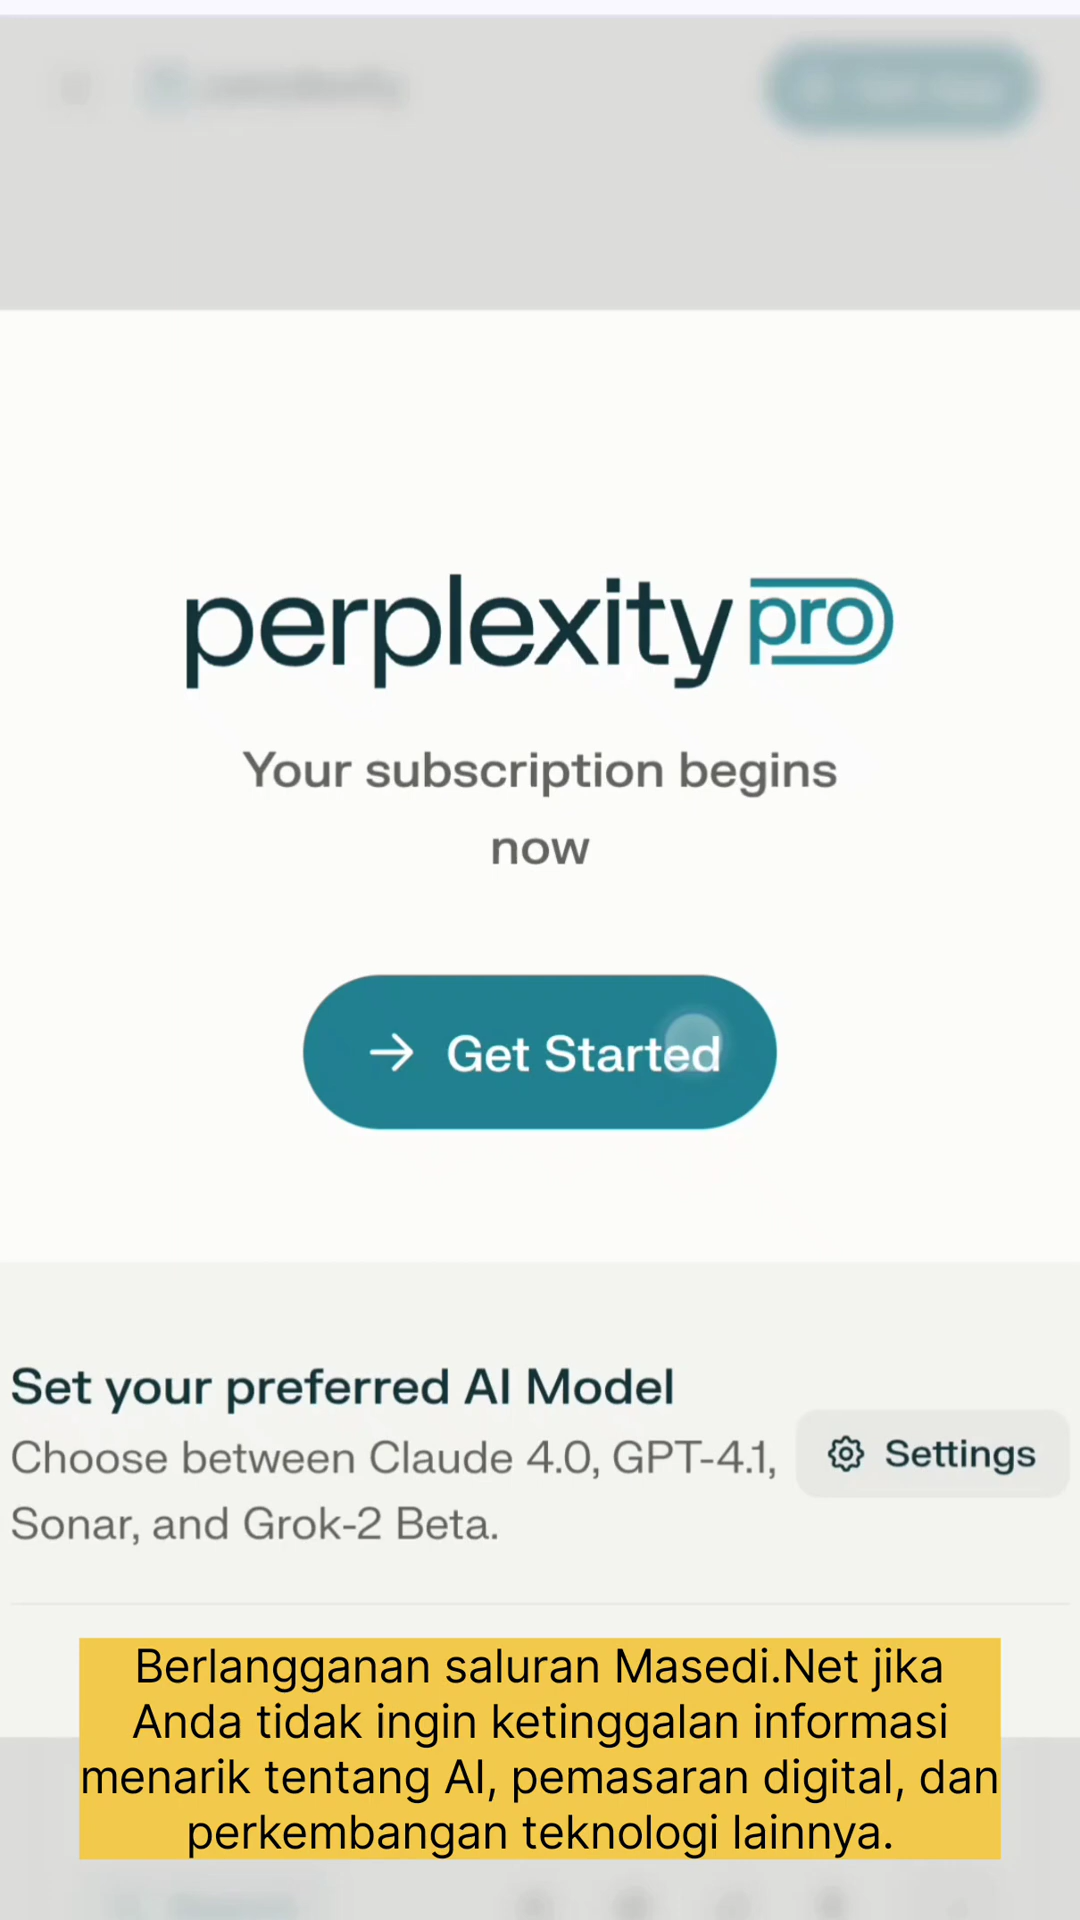 perplexity pro
Your subscription begins
now
Get Started
Set your preferred AI Model
Choose between Claude 4.0, GPT-4.1,
Sonar, and Grok-2 Beta.
Settings
Berlangganan saluran Masedi.Net jika
Anda tidak ingin ketinggalan informasi
menarik tentang AI, pemasaran digital, dan
perkembangan teknologi lainnya.